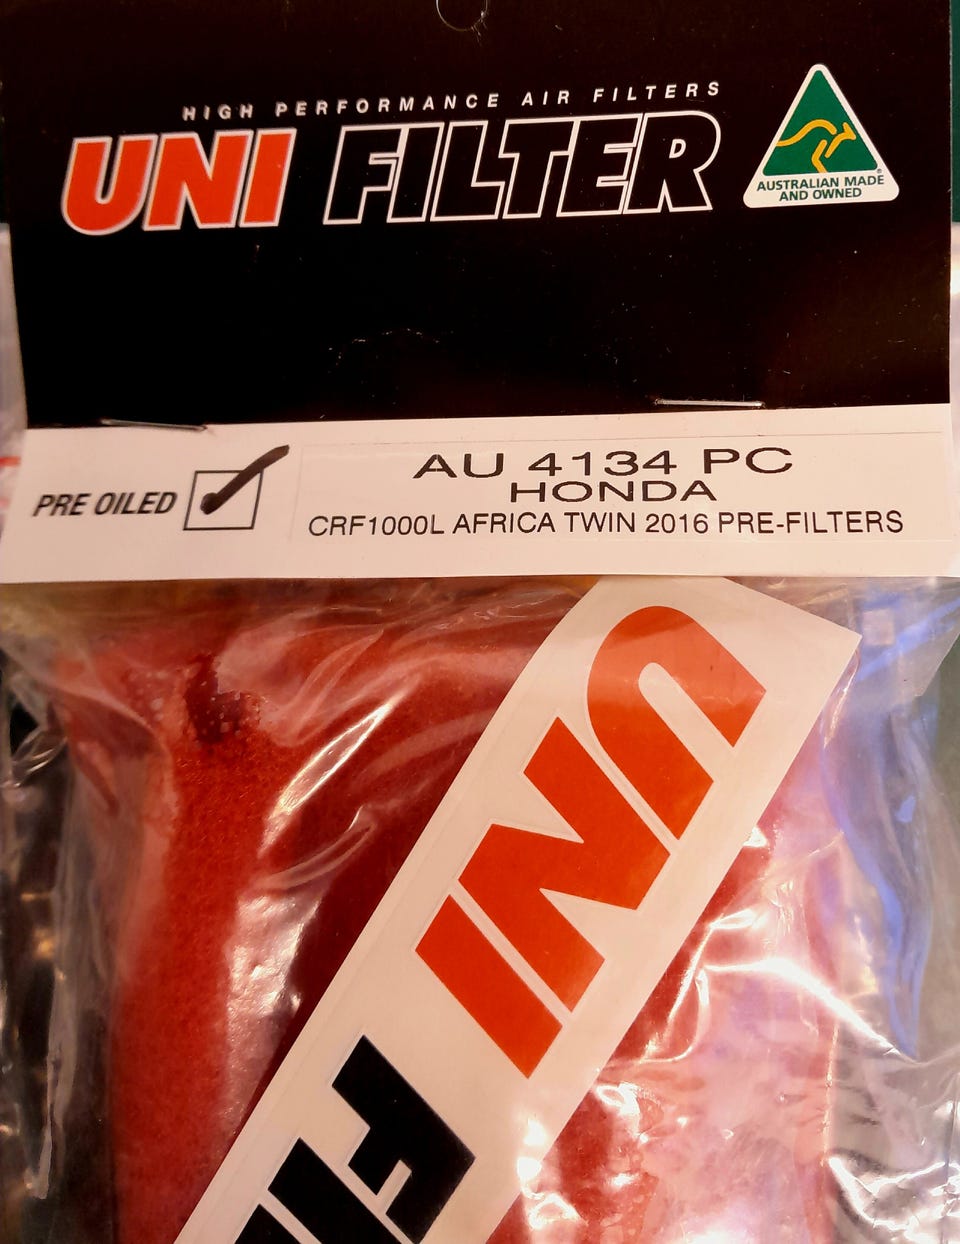 HIGH PERFORMANCE AIR FILTERS
UNI FILTER
AUSTRALIAN MADE
AND OWNED
PRE OILED
AU 4134 PC
HONDA
CRF1000L AFRICA TWIN 2016 PRE-FILTERS
UNI FI